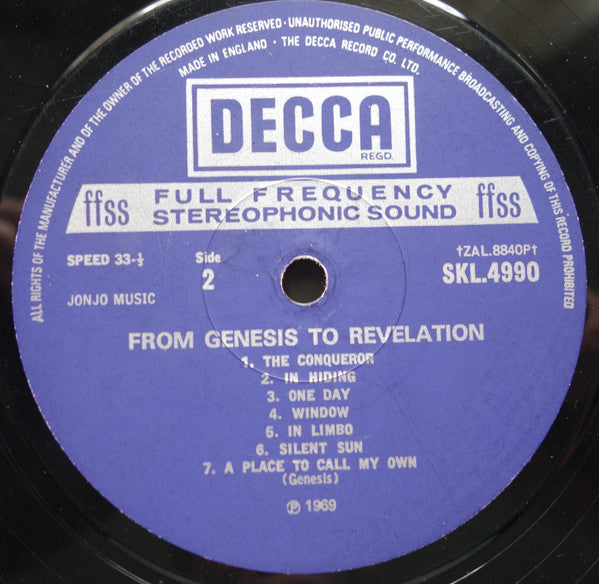 ALL RIGHTS OF THE MANUFACTURER AND OF THE OWNER OF THE RECORDED WORK RESERVED · UNAUTHORISED PUBLIC PERFORMANCE BROADCASTING AND COPYING OF THIS RECORD PROHIBITED
MADE IN ENGLAND · THE DECCA RECORD CO. LTD.
DECCA
REGD.
ffss FULL FREQUENCY STEREOPHONIC SOUND ffss
SPEED 33-⅓
Side 2
†ZAL.8840P†
SKL.4990
JONJO MUSIC
FROM GENESIS TO REVELATION
1. THE CONQUEROR
2. IN HIDING
3. ONE DAY
4. WINDOW
5. IN LIMBO
6. SILENT SUN
7. A PLACE TO CALL MY OWN
(Genesis)
℗ 1969